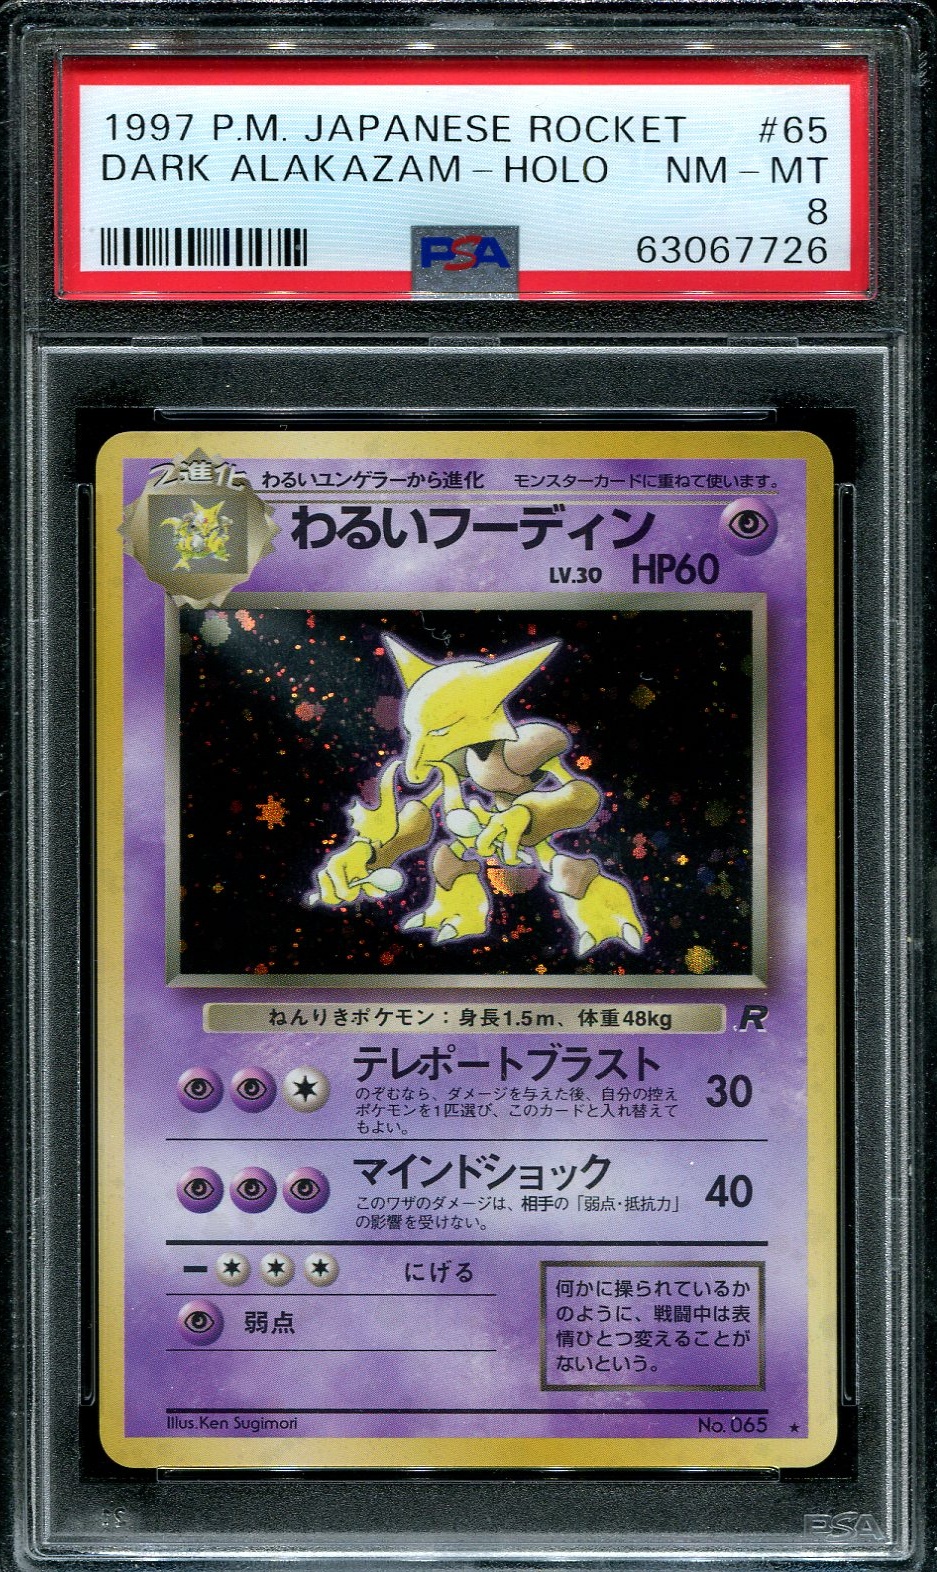 1997 P.M. JAPANESE ROCKET #65
DARK ALAKAZAM - HOLO NM - MT
8
PSA 63067726
2進化 わるいユンゲラーから進化 モンスターカードに重ねて使います。
わるいフーディン
LV.30 HP60
ねんりきポケモン：身長1.5m、体重48kg R
テレポートブラスト 30
のぞむなら、ダメージを与えた後、自分の控え
ポケモンを1匹選び、このカードと入れ替えて
もよい。
マインドショック 40
このワザのダメージは、相手の「弱点・抵抗力」
の影響を受けない。
ー にげる
弱点
何かに操られているか
のように、戦闘中は表
情ひとつ変えることが
ないという。
Illus.Ken Sugimori No. 065 ★
PSA